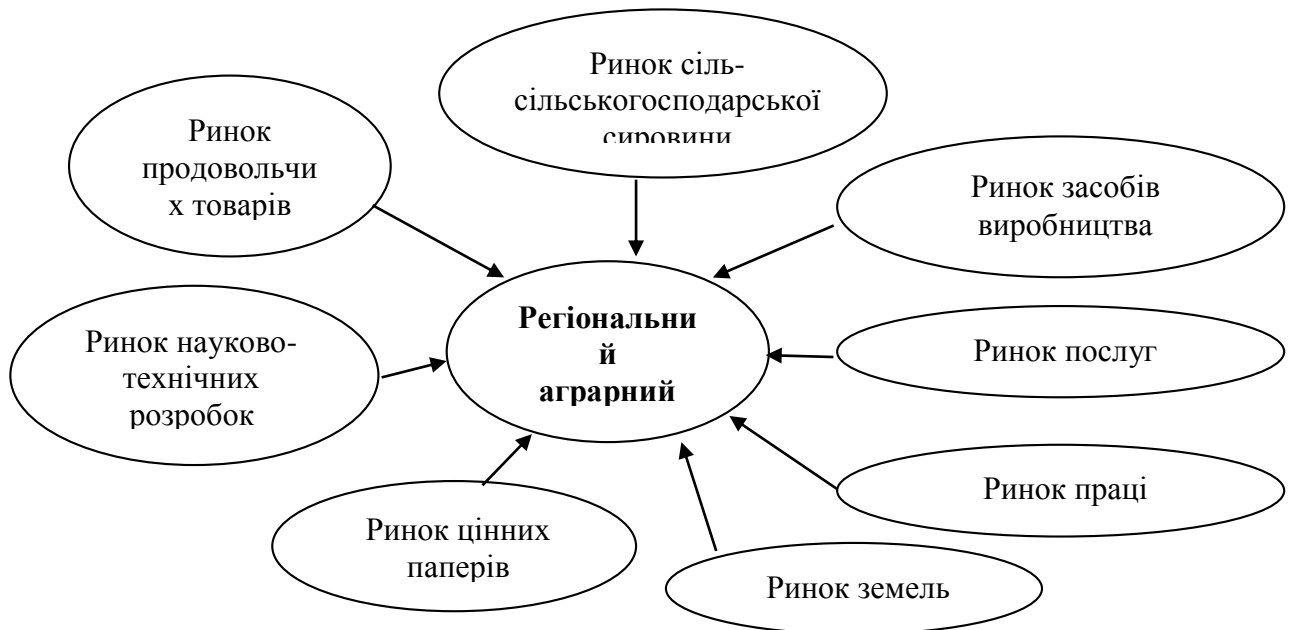 Ринок сіль-
сільськогосподарської
сировини
Ринок
продовольчи
х товарів
Ринок засобів
виробництва
Регіональни
й
аграрний
Ринок науково-
технічних
розробок
Ринок послуг
Ринок праці
Ринок цінних
паперів
Ринок земель